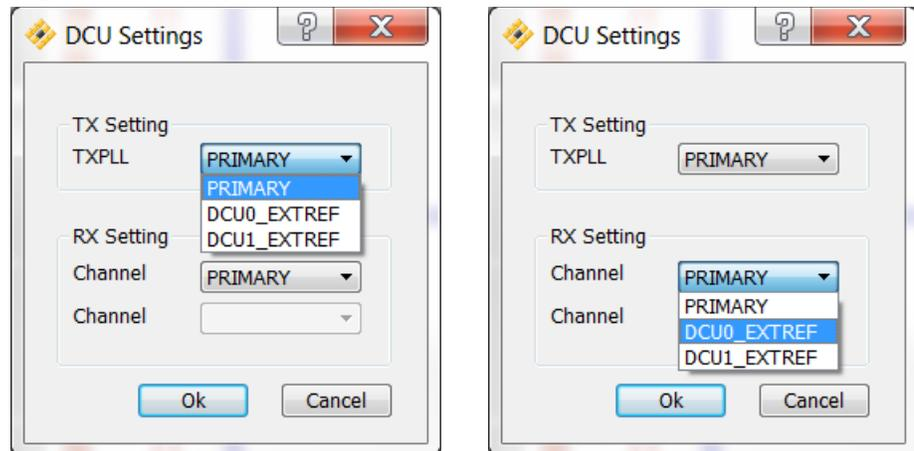 DCU Settings
TX Setting
TXPLL PRIMARY
PRIMARY
DCU0_EXTREF
DCU1_EXTREF
RX Setting
Channel PRIMARY
Channel
Ok Cancel
DCU Settings
TX Setting
TXPLL PRIMARY
RX Setting
Channel PRIMARY
PRIMARY
Channel
DCU0_EXTREF
DCU1_EXTREF
Ok Cancel